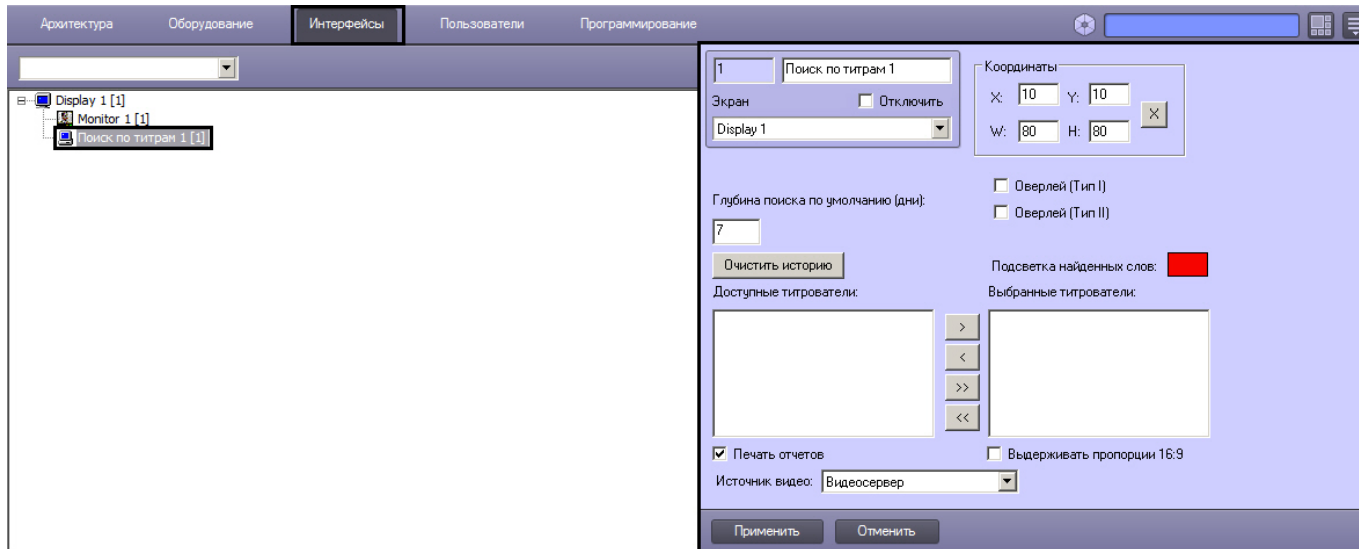 Архитектура Оборудование Интерфейсы Пользователи Программирование
Display 1 [1]
Monitor 1 [1]
Поиск по титрам 1 [1]
1 Поиск по титрам 1
Экран Отключить
Display 1
Координаты
X: 10 Y: 10 X
W: 80 H: 80
Глубина поиска по умолчанию (дни):
7
Оверлей (Тип I)
Оверлей (Тип II)
Очистить историю
Подсветка найденных слов:
Доступные титрователи: Выбранные титрователи:
>
<
>>
<<
Печать отчетов Выдерживать пропорции 16:9
Источник видео: Видеосервер
Применить Отменить